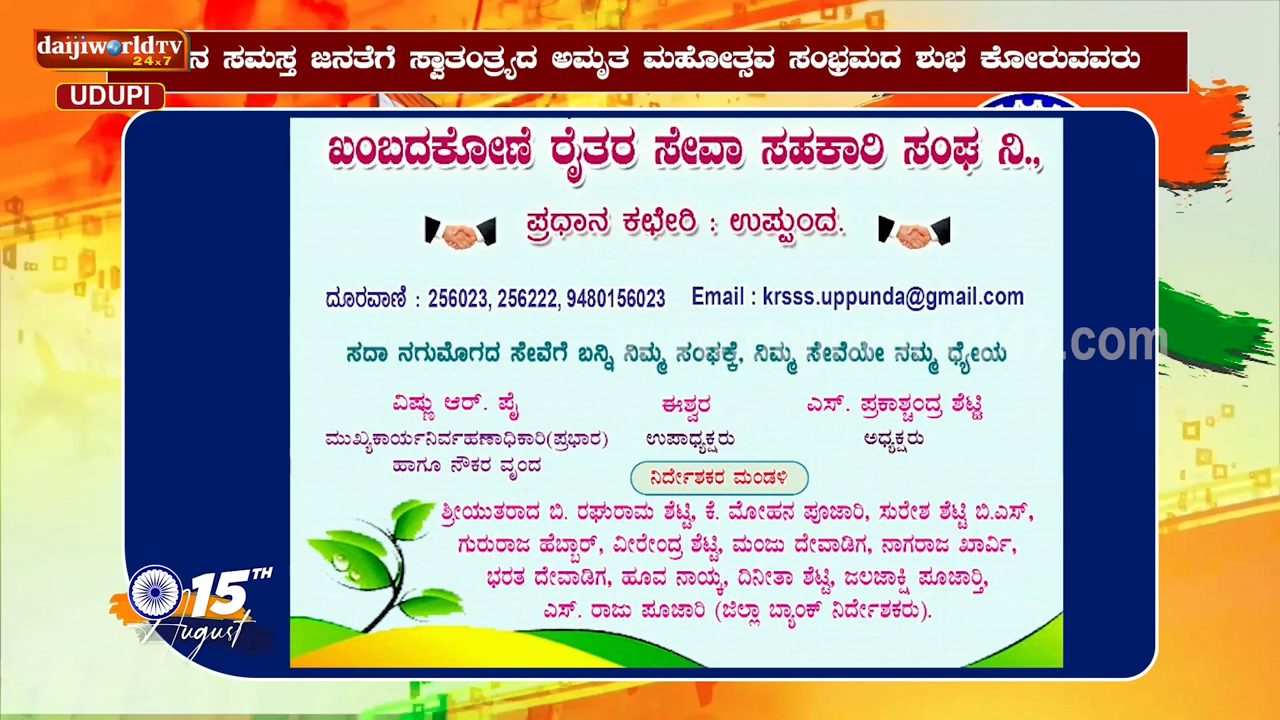 daijiworldTV
24x7
ನ ಸಮಸ್ತ ಜನತೆಗೆ ಸ್ವಾತಂತ್ರ್ಯದ ಅಮೃತ ಮಹೋತ್ಸವ ಸಂಭ್ರಮದ ಶುಭ ಕೋರುವವರು
UDUPI
ಖಂಬದಕೋಣೆ ರೈತರ ಸೇವಾ ಸಹಕಾರಿ ಸಂಘ ನಿ.,
ಪ್ರಧಾನ ಕಛೇರಿ : ಉಪ್ಪುಂದ.
ದೂರವಾಣಿ : 256023, 256222, 9480156023 Email : krsss.uppunda@gmail.com
.com
ಸದಾ ನಗುಮೊಗದ ಸೇವೆಗೆ ಬನ್ನಿ ನಿಮ್ಮ ಸಂಘಕ್ಕೆ, ನಿಮ್ಮ ಸೇವೆಯೇ ನಮ್ಮ ಧ್ಯೇಯ
ವಿಷ್ಣು ಆರ್. ಪೈ ಈಶ್ವರ ಎಸ್. ಪ್ರಕಾಶ್ಚಂದ್ರ ಶೆಟ್ಟಿ
ಮುಖ್ಯಕಾರ್ಯನಿರ್ವಹಣಾಧಿಕಾರಿ(ಪ್ರಭಾರ) ಉಪಾಧ್ಯಕ್ಷರು ಅಧ್ಯಕ್ಷರು
ಹಾಗೂ ನೌಕರ ವೃಂದ
ನಿರ್ದೇಶಕರ ಮಂಡಳಿ
ಶ್ರೀಯುತರಾದ ಬಿ. ರಘುರಾಮ ಶೆಟ್ಟಿ, ಕೆ. ಮೋಹನ ಪೂಜಾರಿ, ಸುರೇಶ ಶೆಟ್ಟಿ ಬಿ.ಎಸ್,
ಗುರುರಾಜ ಹೆಬ್ಬಾರ್, ವೀರೇಂದ್ರ ಶೆಟ್ಟಿ, ಮಂಜು ದೇವಾಡಿಗ, ನಾಗರಾಜ ಖಾರ್ವಿ,
ಭರತ ದೇವಾಡಿಗ, ಹೂವ ನಾಯ್ಕ, ದಿನೀತಾ ಶೆಟ್ಟಿ, ಜಲಜಾಕ್ಷಿ ಪೂಜಾರ್ತಿ,
ಎಸ್. ರಾಜು ಪೂಜಾರಿ (ಜಿಲ್ಲಾ ಬ್ಯಾಂಕ್ ನಿರ್ದೇಶಕರು).
15TH
August